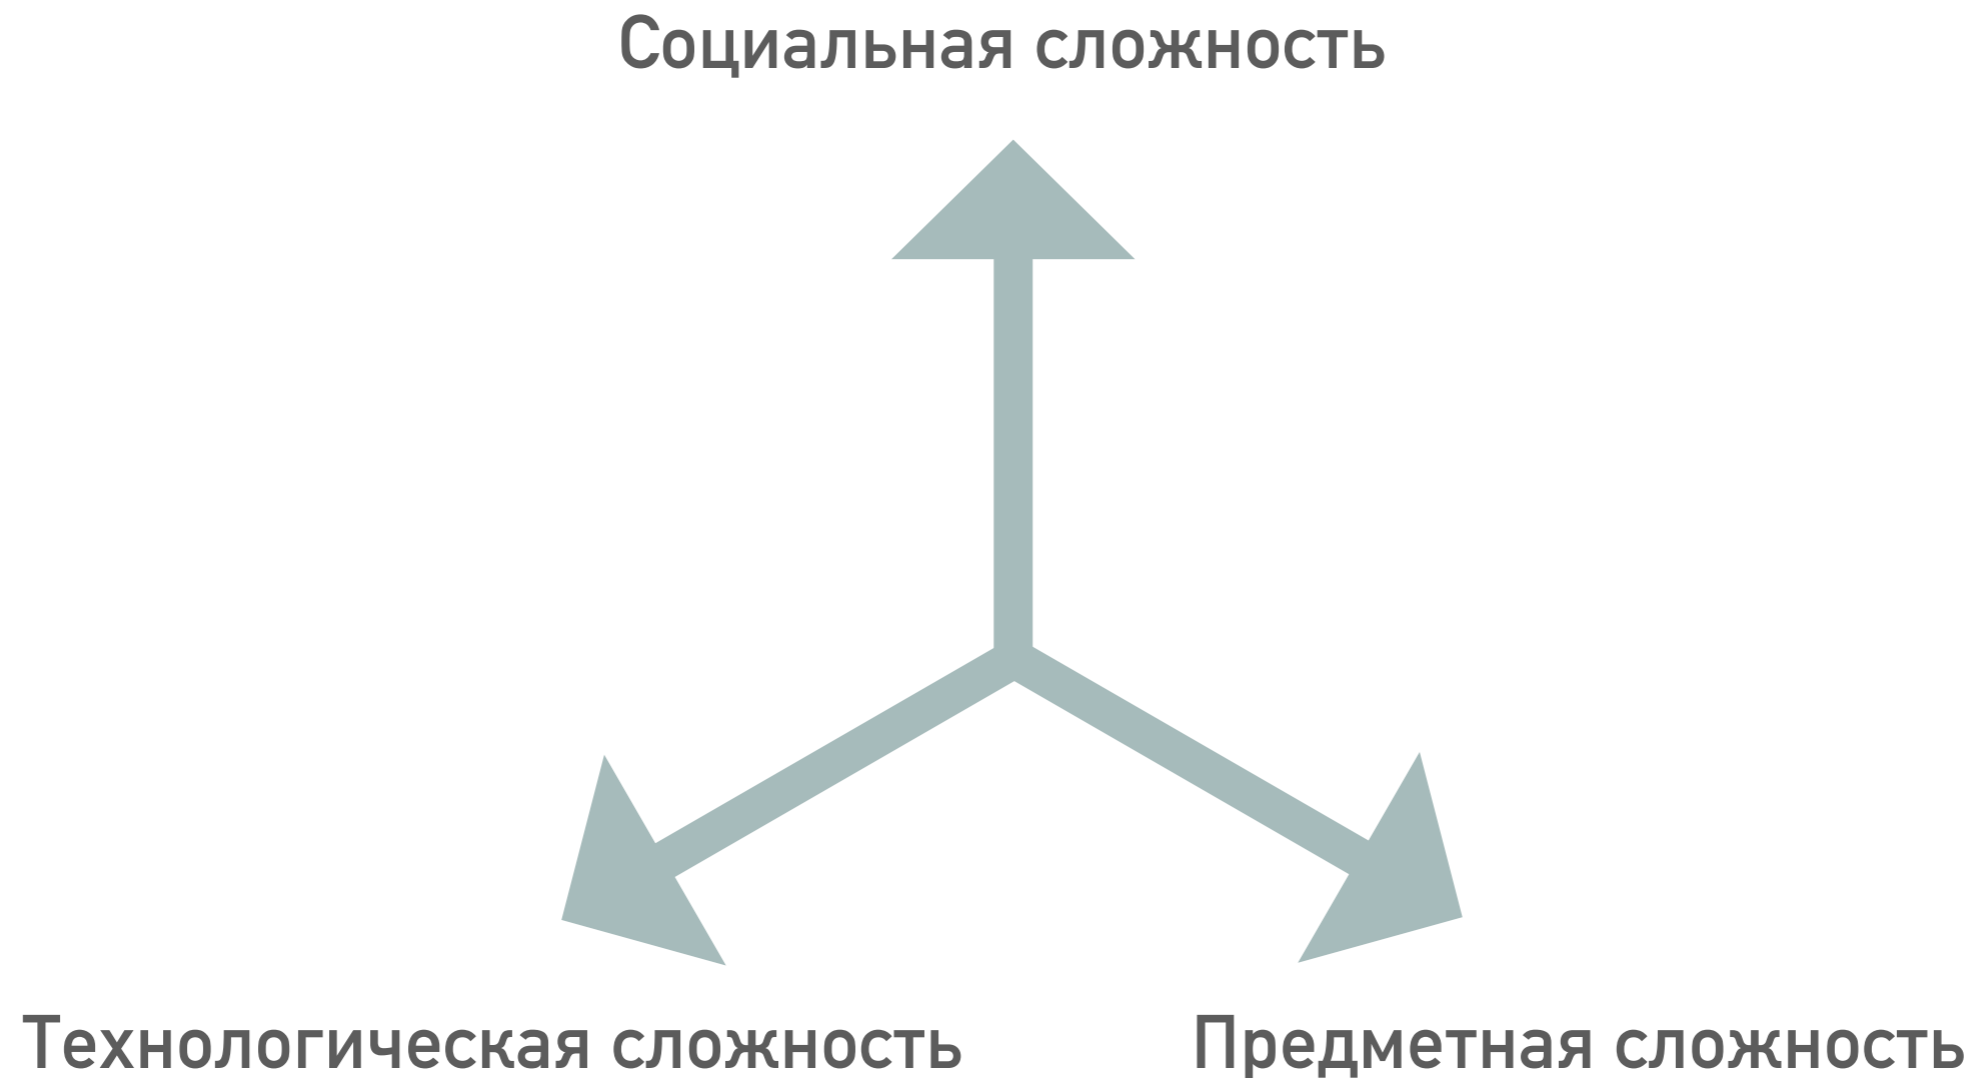 Социальная сложность
Технологическая сложность
Предметная сложность